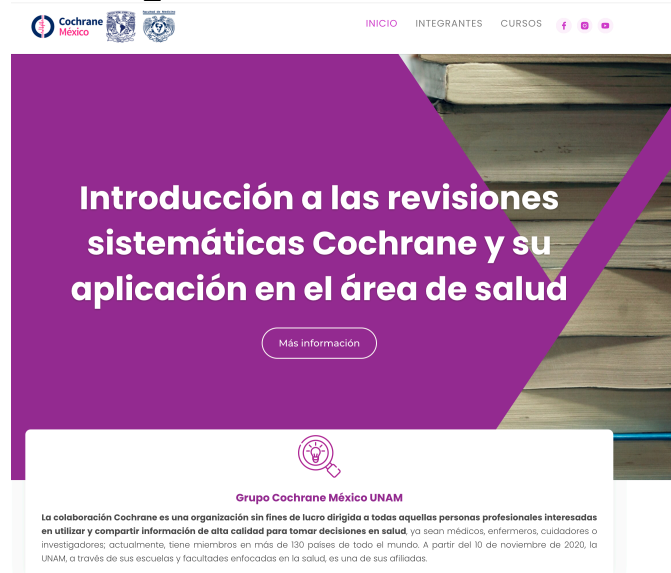 Cochrane
México
INICIO INTEGRANTES CURSOS
Introducción a las revisiones
sistemáticas Cochrane y su
aplicación en el área de salud
Más información
Grupo Cochrane México UNAM
La colaboración Cochrane es una organización sin fines de lucro dirigida a todas aquellas personas profesionales interesadas
en utilizar y compartir información de alta calidad para tomar decisiones en salud, ya sean médicos, enfermeros, cuidadores o
investigadores; actualmente, tiene miembros en más de 130 países de todo el mundo. A partir del 10 de noviembre de 2020, la
UNAM, a través de sus escuelas y facultades enfocadas en la salud, es una de sus afiliadas.